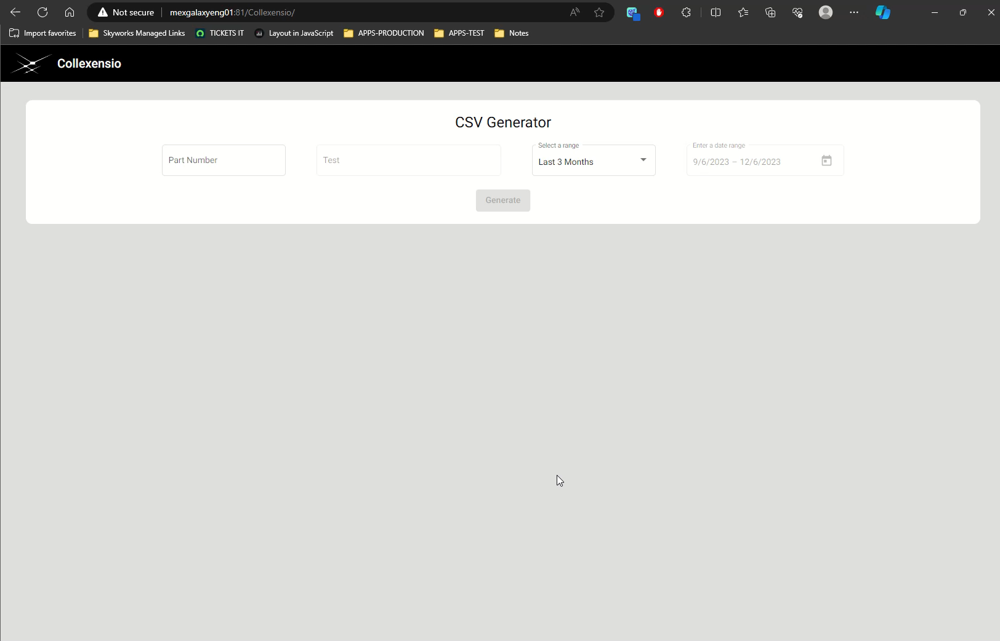 Not secure mexgalaxyeng01:81/Collexensio/
Import favorites Skyworks Managed Links TICKETS IT Layout in JavaScript APPS-PRODUCTION APPS-TEST Notes
Collexensio
CSV Generator
Part Number
Test
Select a range
Last 3 Months
Enter a date range
9/6/2023 – 12/6/2023
Generate